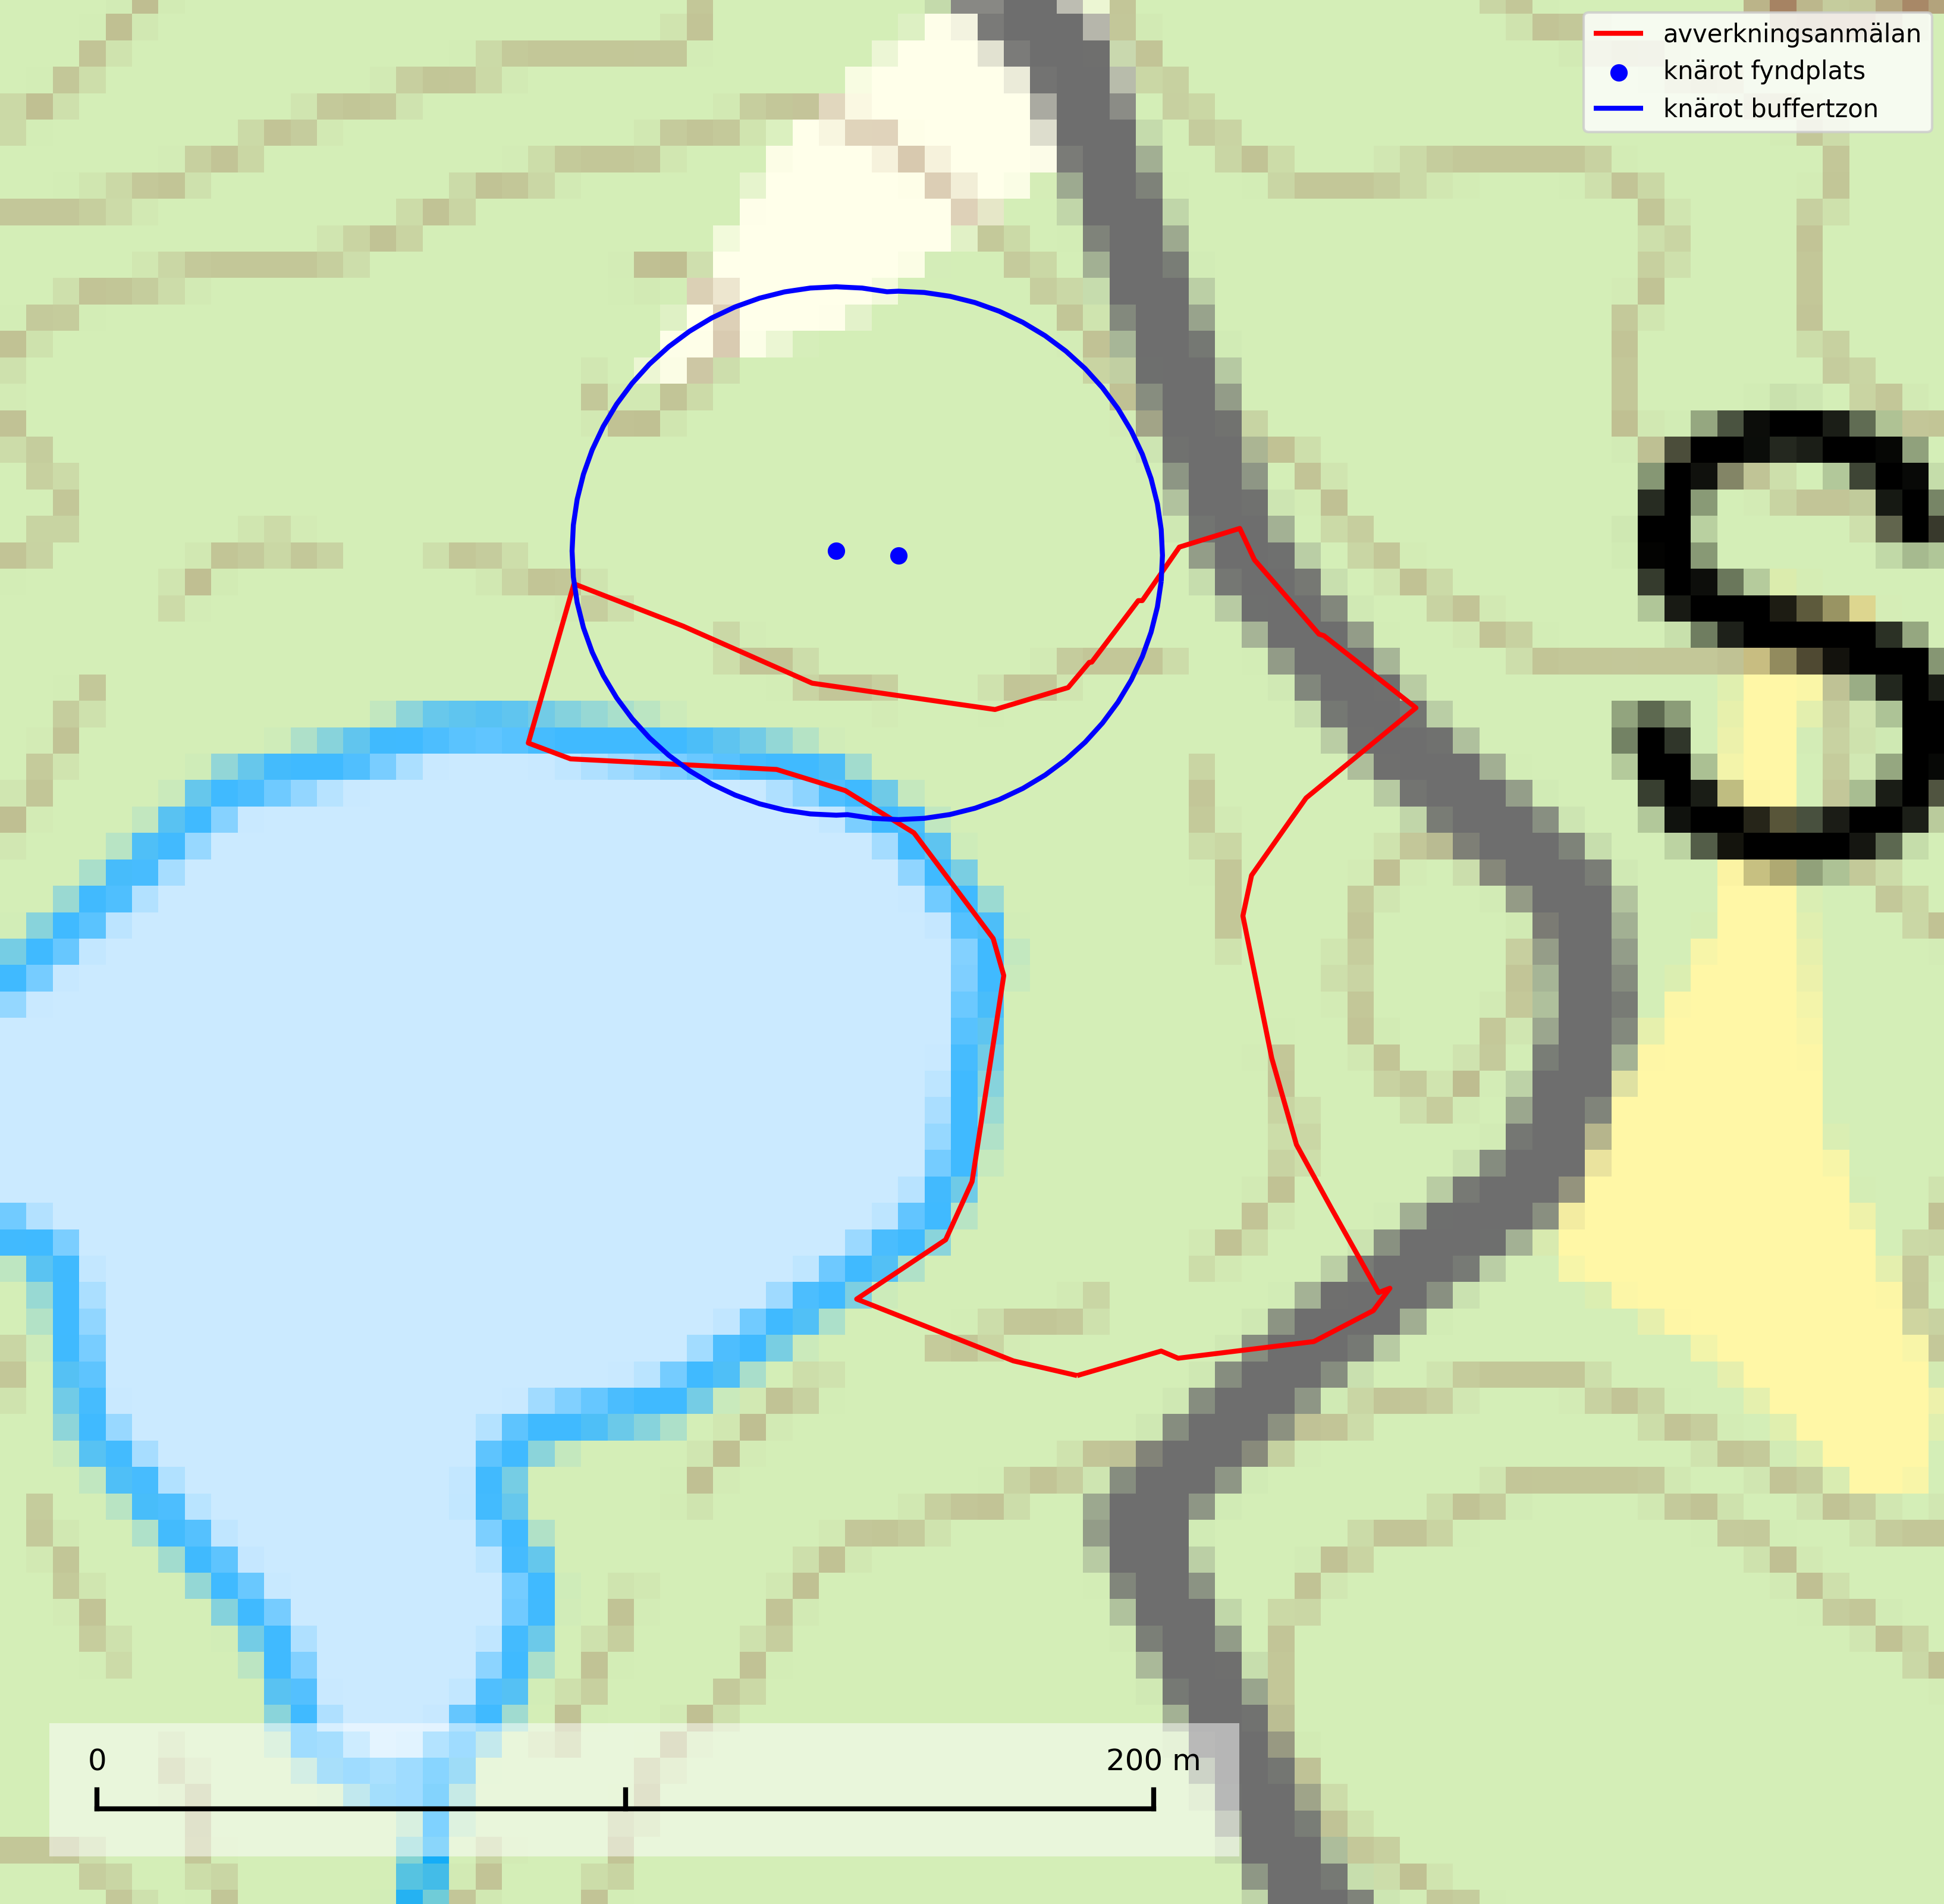 avverkningsanmälan
knärot fyndplats
knärot buffertzon
S
0 200 m